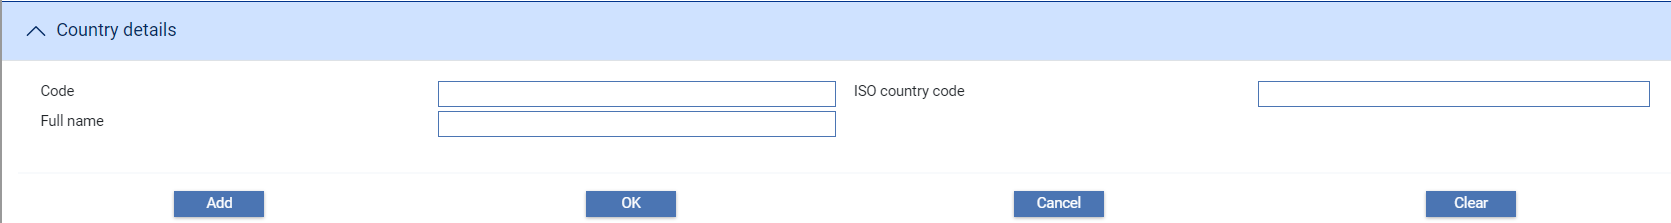 Country details
Code ISO country code
Full name
Add OK Cancel Clear